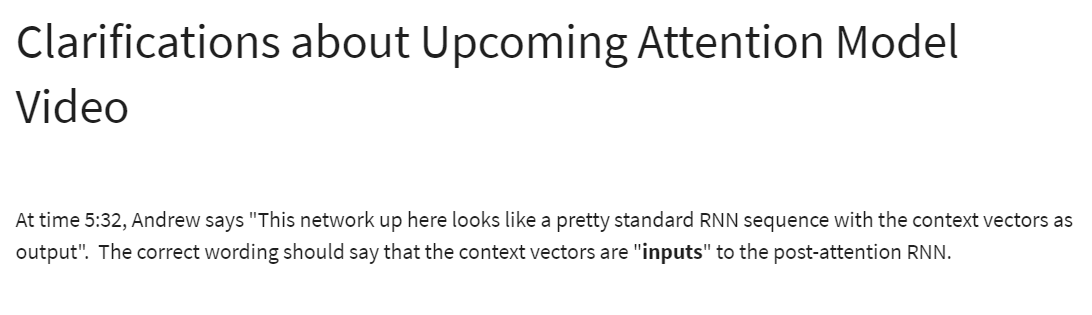 Clarifications about Upcoming Attention Model
Video
At time 5:32, Andrew says "This network up here looks like a pretty standard RNN sequence with the context vectors as
output".  The correct wording should say that the context vectors are "inputs" to the post-attention RNN.